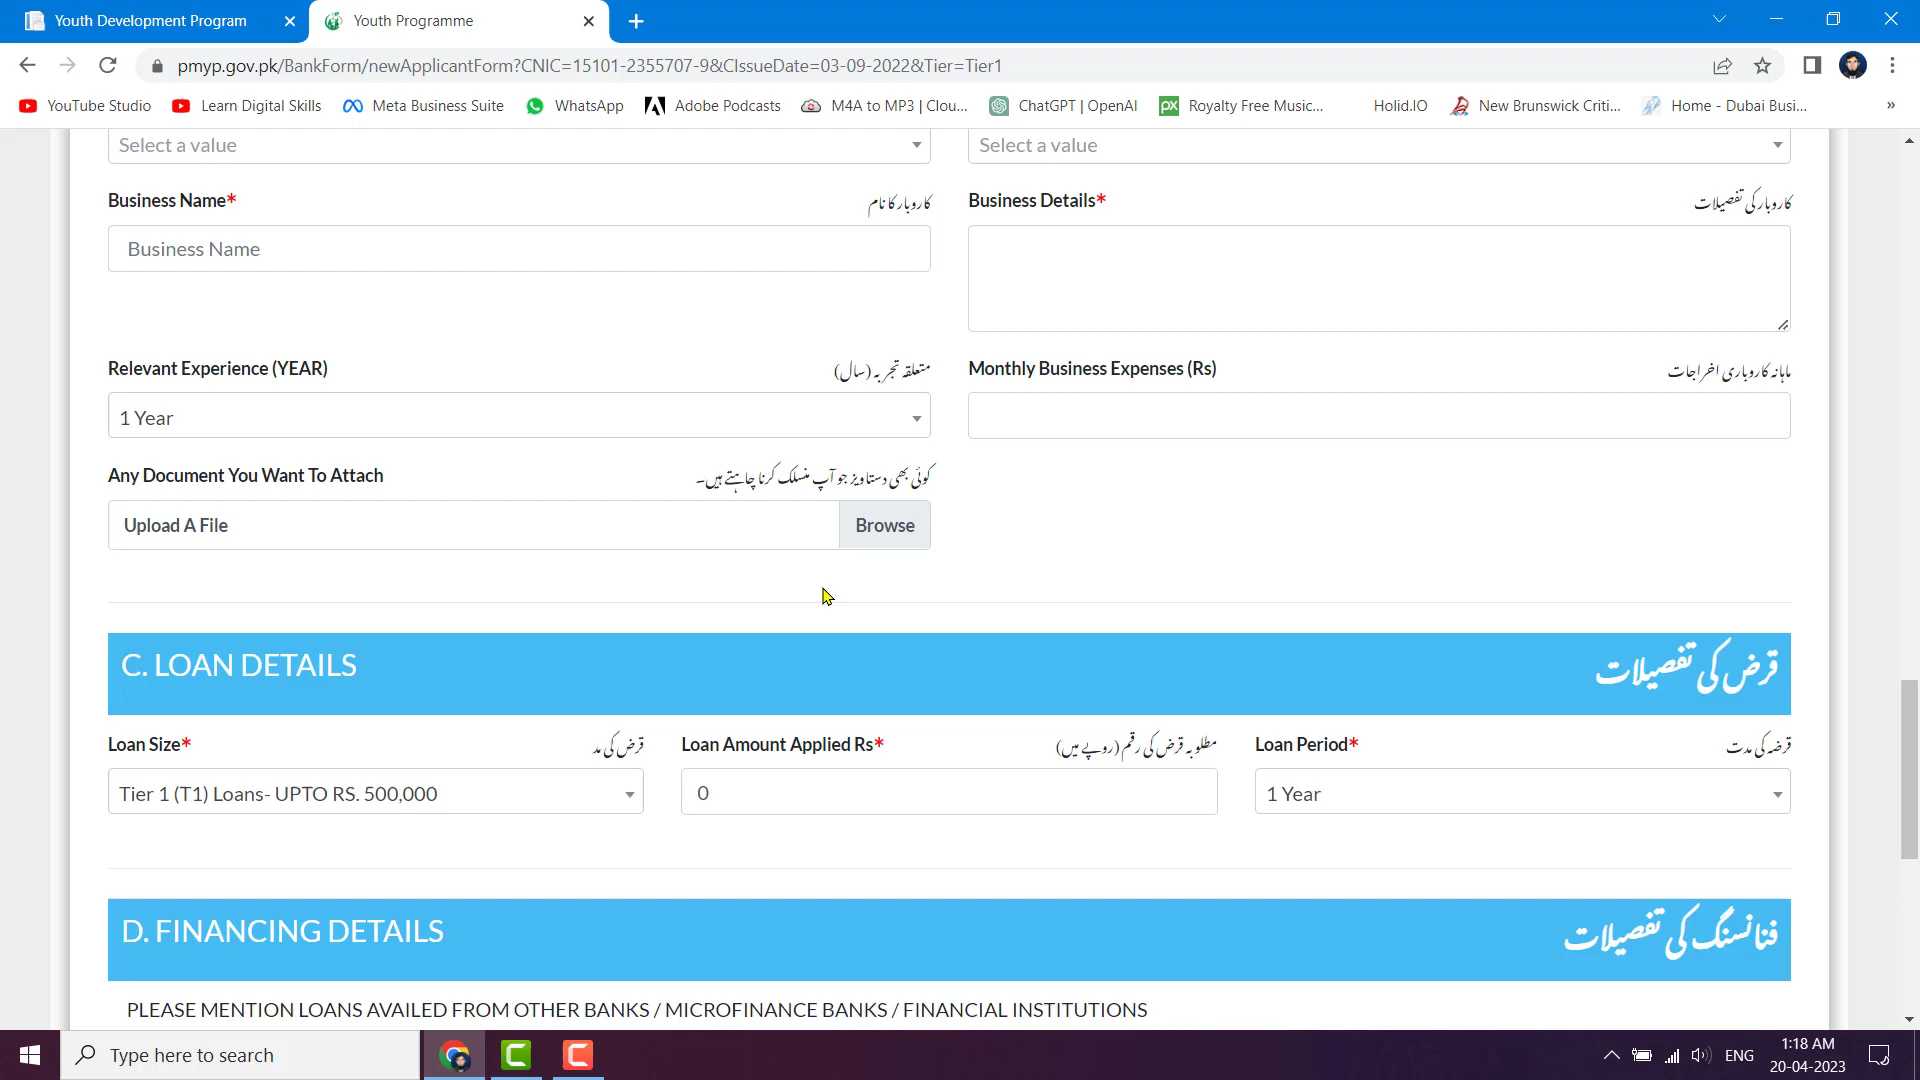 Youth Development Program
Youth Programme
pmyp.gov.pk/BankForm/newApplicantForm?CNIC=15101-2355707-9&CIssueDate=03-09-2022&Tier=Tier1
YouTube Studio
Learn Digital Skills
Meta Business Suite
WhatsApp
Adobe Podcasts
M4A to MP3 | Clou...
ChatGPT | OpenAI
Royalty Free Music...
Holid.IO
New Brunswick Criti...
Home - Dubai Busi...
Select a value
Select a value
Business Name*
کاروبار کا نام
Business Details*
کاروبار کی تفصیلات
Business Name
Relevant Experience (YEAR)
متعلقہ تجربہ (سال)
Monthly Business Expenses (Rs)
ماہانہ کاروباری اخراجات
1 Year
Any Document You Want To Attach
کوئی بھی دستاویز جو آپ منسلک کرنا چاہتے ہیں۔
Upload A File
Browse
C. LOAN DETAILS
قرض کی تفصیلات
Loan Size*
قرض کی مد
Loan Amount Applied Rs*
مطلوبہ قرض کی رقم (روپے میں)
Loan Period*
قرضہ کی مدت
Tier 1 (T1) Loans- UPTO RS. 500,000
0
1 Year
D. FINANCING DETAILS
فنانسنگ کی تفصیلات
PLEASE MENTION LOANS AVAILED FROM OTHER BANKS / MICROFINANCE BANKS / FINANCIAL INSTITUTIONS
Type here to search
ENG
1:18 AM
20-04-2023